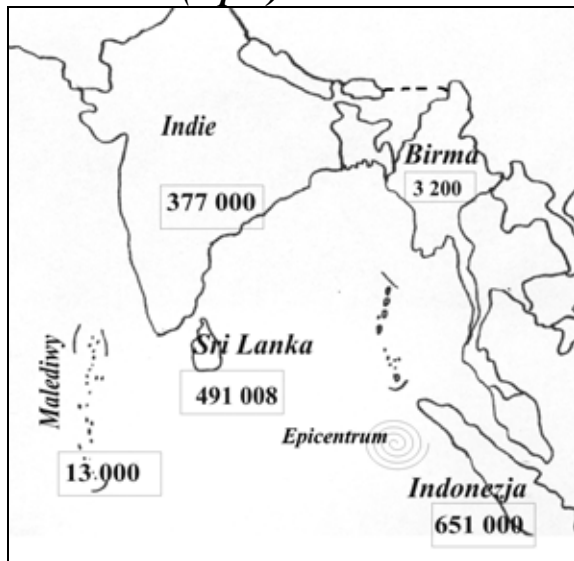 Indie
377 000
Birma
3 200
Malediwy
13 000
Sri Lanka
491 008
Epicentrum
Indonezja
651 000